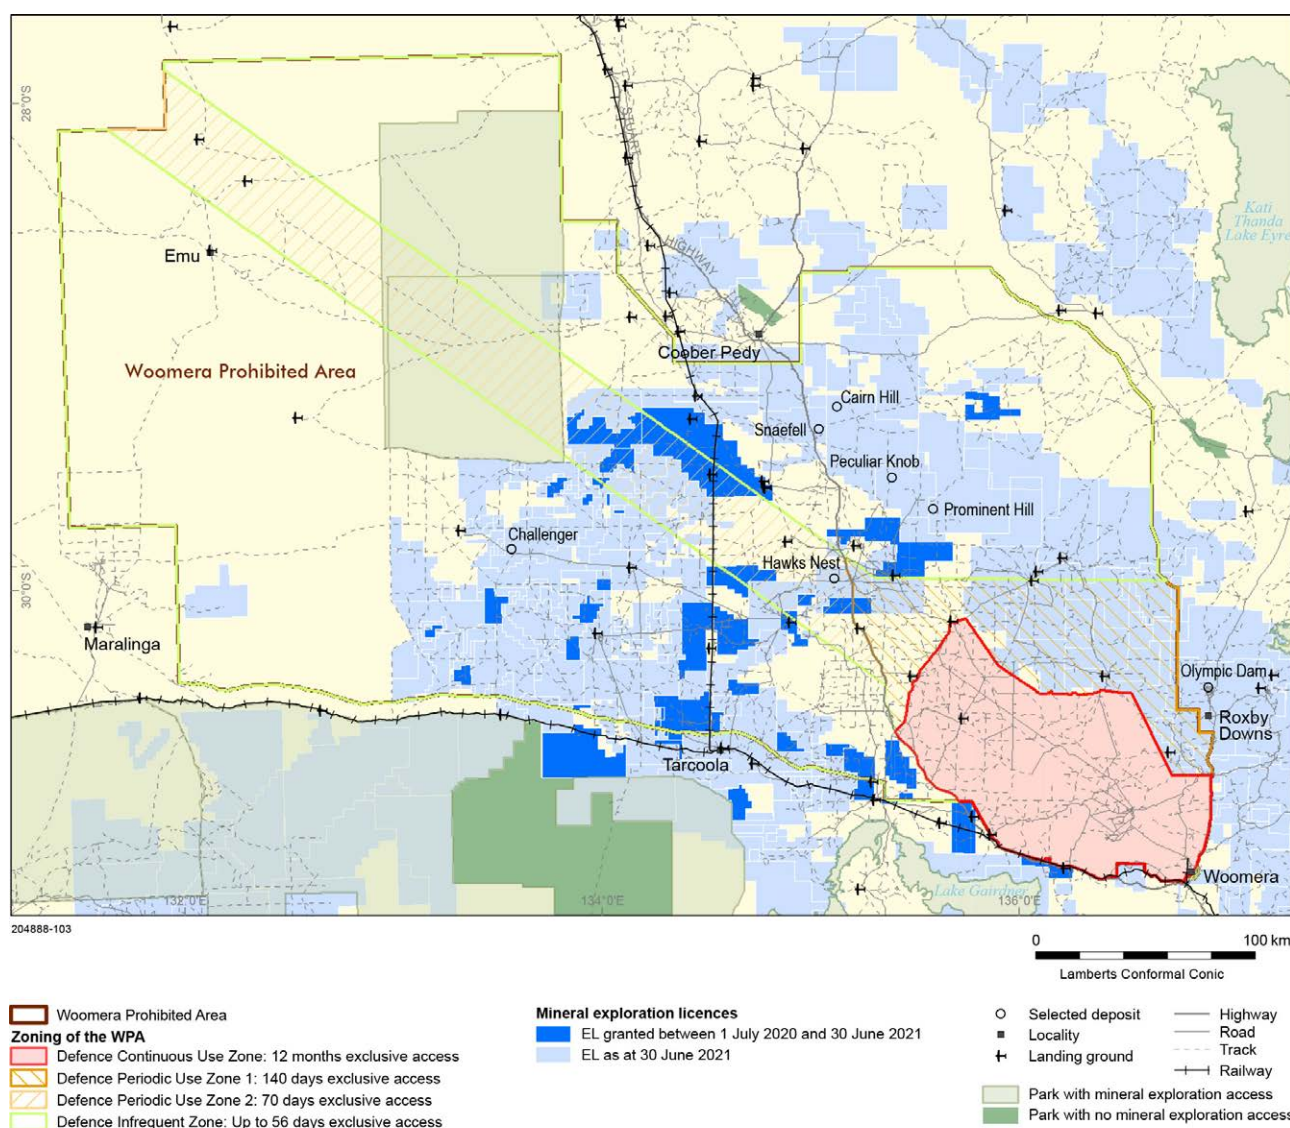 28°0'S
STUART
HIGHWAY
Kati
Thanda
Lake Eyre
Emu
Coober Pedy
Woomera Prohibited Area
Cairn Hill
Snaefell
Peculiar Knob
Prominent Hill
Challenger
Hawks Nest
30°0'S
Maralinga
Olympic Dam
Roxby
Downs
Tarcoola
Woomera
Lake Gairdner
132°0'E
134°0'E
136°0'E
204888-103
0 100 km
Lamberts Conformal Conic
Woomera Prohibited Area
Zoning of the WPA
Defence Continuous Use Zone: 12 months exclusive access
Defence Periodic Use Zone 1: 140 days exclusive access
Defence Periodic Use Zone 2: 70 days exclusive access
Defence Infrequent Zone: Up to 56 days exclusive access
Mineral exploration licences
EL granted between 1 July 2020 and 30 June 2021
EL as at 30 June 2021
Selected deposit
Locality
Landing ground
Highway
Road
Track
Railway
Park with mineral exploration access
Park with no mineral exploration access